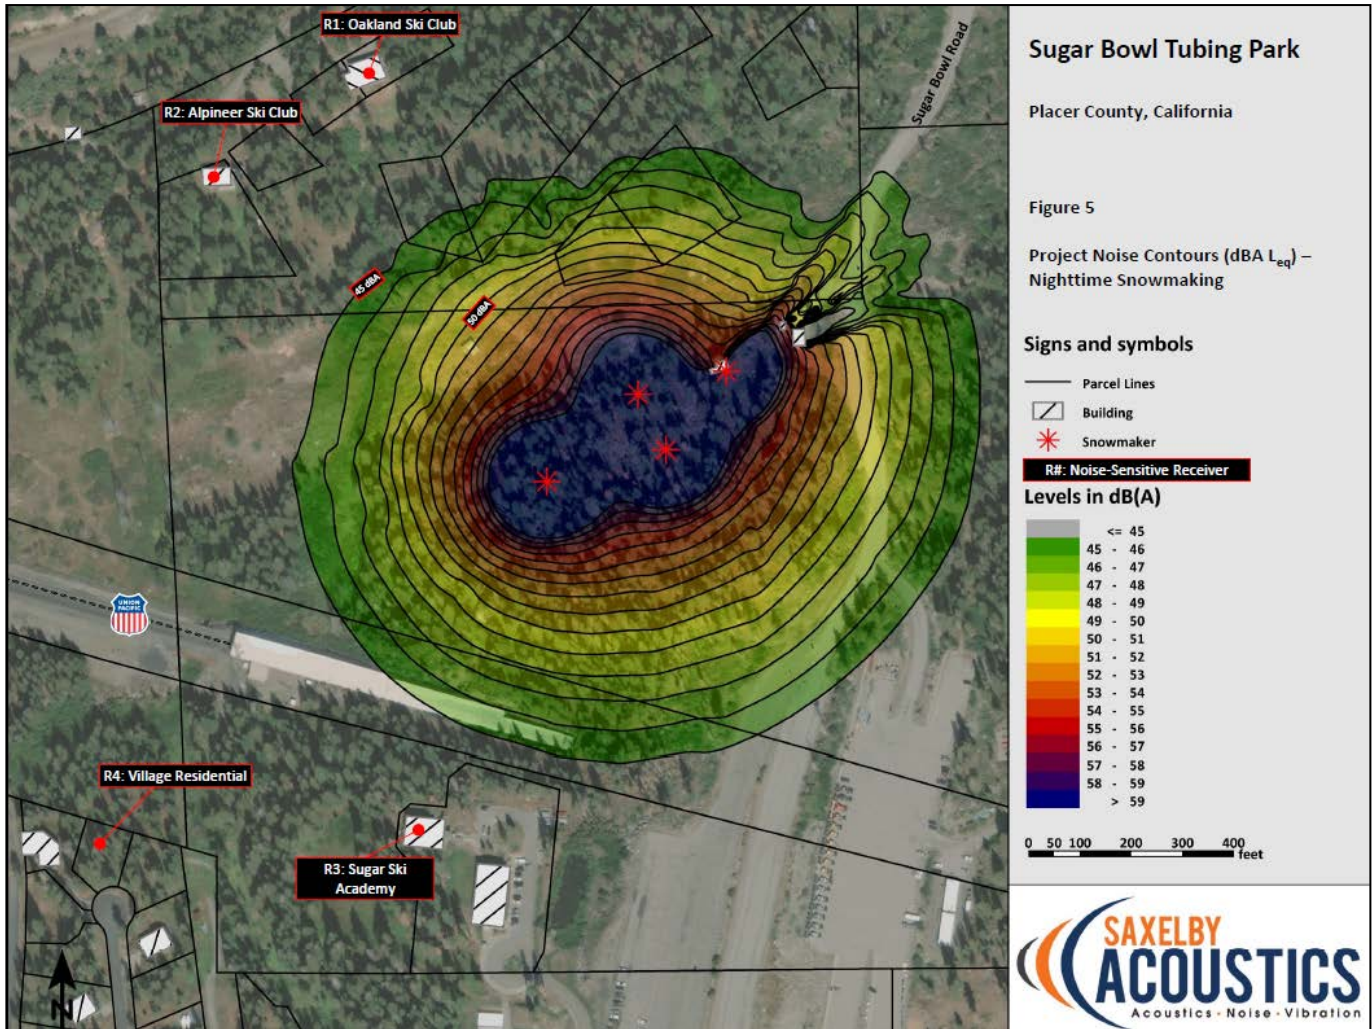 R1: Oakland Ski Club
R2: Alpineer Ski Club
Sugar Bowl Road
45 dBA
50 dBA
UNION
PACIFIC
R4: Village Residential
R3: Sugar Ski
Academy
N
Sugar Bowl Tubing Park
Placer County, California
Figure 5
Project Noise Contours (dBA Leq) –
Nighttime Snowmaking
Signs and symbols
Parcel Lines
Building
Snowmaker
R#: Noise-Sensitive Receiver
Levels in dB(A)
<= 45
45 - 46
46 - 47
47 - 48
48 - 49
49 - 50
50 - 51
51 - 52
52 - 53
53 - 54
54 - 55
55 - 56
56 - 57
57 - 58
58 - 59
> 59
0 50 100 200 300 400
feet
SAXELBY
ACOUSTICS
Acoustics - Noise - Vibration